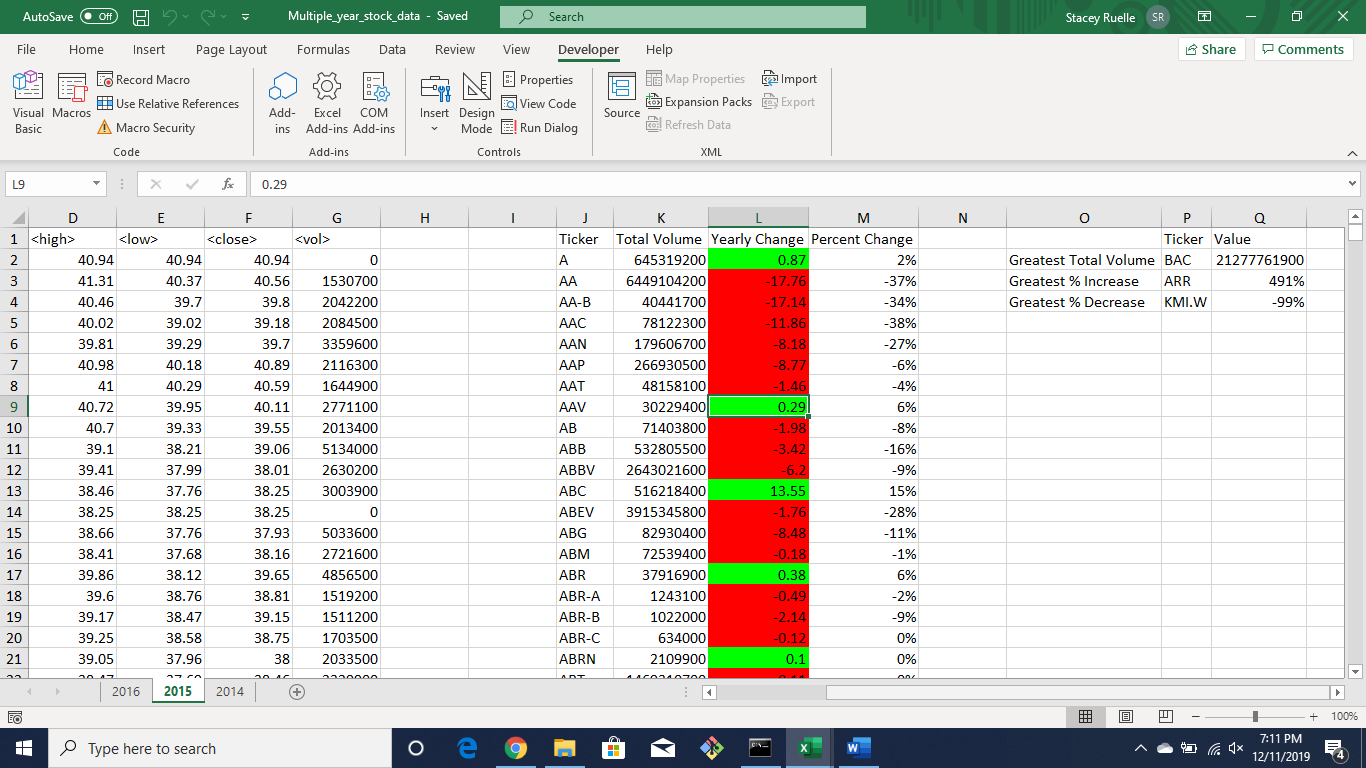 AutoSave Off Multiple_year_stock_data - Saved Search Stacey Ruelle SR
File Home Insert Page Layout Formulas Data Review View Developer Help Share Comments
Visual Basic Macros Record Macro Use Relative References Macro Security
Add-ins Excel Add-ins COM Add-ins
Insert Design Mode Properties View Code Run Dialog
Source Map Properties Expansion Packs Refresh Data Import Export
Code Add-ins Controls XML
L9 fx 0.29
D E F G H I J K L M N O P Q
1 <high> <low> <close> <vol> Ticker Total Volume Yearly Change Percent Change Ticker Value
2 40.94 40.94 40.94 0 A 645319200 0.87 2% Greatest Total Volume BAC 21277761900
3 41.31 40.37 40.56 1530700 AA 6449104200 -17.76 -37% Greatest % Increase ARR 491%
4 40.46 39.7 39.8 2042200 AA-B 40441700 -17.14 -34% Greatest % Decrease KMI.W -99%
5 40.02 39.02 39.18 2084500 AAC 78122300 -11.86 -38%
6 39.81 39.29 39.7 3359600 AAN 179606700 -8.18 -27%
7 40.98 40.18 40.89 2116300 AAP 266930500 -8.77 -6%
8 41 40.29 40.59 1644900 AAT 48158100 -1.46 -4%
9 40.72 39.95 40.11 2771100 AAV 30229400 0.29 6%
10 40.7 39.33 39.55 2013400 AB 71403800 -1.98 -8%
11 39.1 38.21 39.06 5134000 ABB 532805500 -3.42 -16%
12 39.41 37.99 38.01 2630200 ABBV 2643021600 -6.2 -9%
13 38.46 37.76 38.25 3003900 ABC 516218400 13.55 15%
14 38.25 38.25 38.25 0 ABEV 3915345800 -1.76 -28%
15 38.66 37.76 37.93 5033600 ABG 82930400 -8.48 -11%
16 38.41 37.68 38.16 2721600 ABM 72539400 -0.18 -1%
17 39.86 38.12 39.65 4856500 ABR 37916900 0.38 6%
18 39.6 38.76 38.81 1519200 ABR-A 1243100 -0.49 -2%
19 39.17 38.47 39.15 1511200 ABR-B 1022000 -2.14 -9%
20 39.25 38.58 38.75 1703500 ABR-C 634000 -0.12 0%
21 39.05 37.96 38 2033500 ABRN 2109900 0.1 0%
2016 2015 2014
100%
Type here to search
7:11 PM
12/11/2019
4